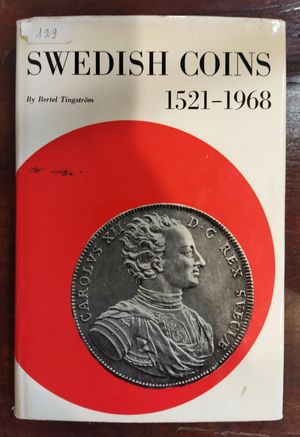 129
SWEDISH COINS
By Bertel Tingström
1521–1968
CAROLVS XII D·G·REX SVECIÆ